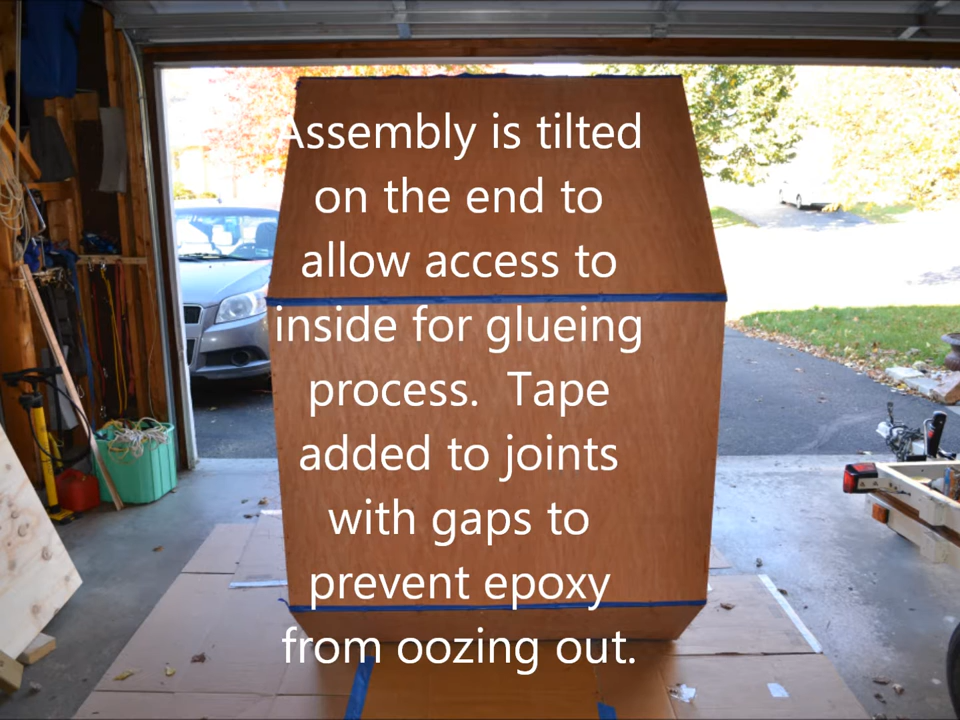 Assembly is tilted
on the end to
allow access to
inside for glueing
process.  Tape
added to joints
with gaps to
prevent epoxy
from oozing out.